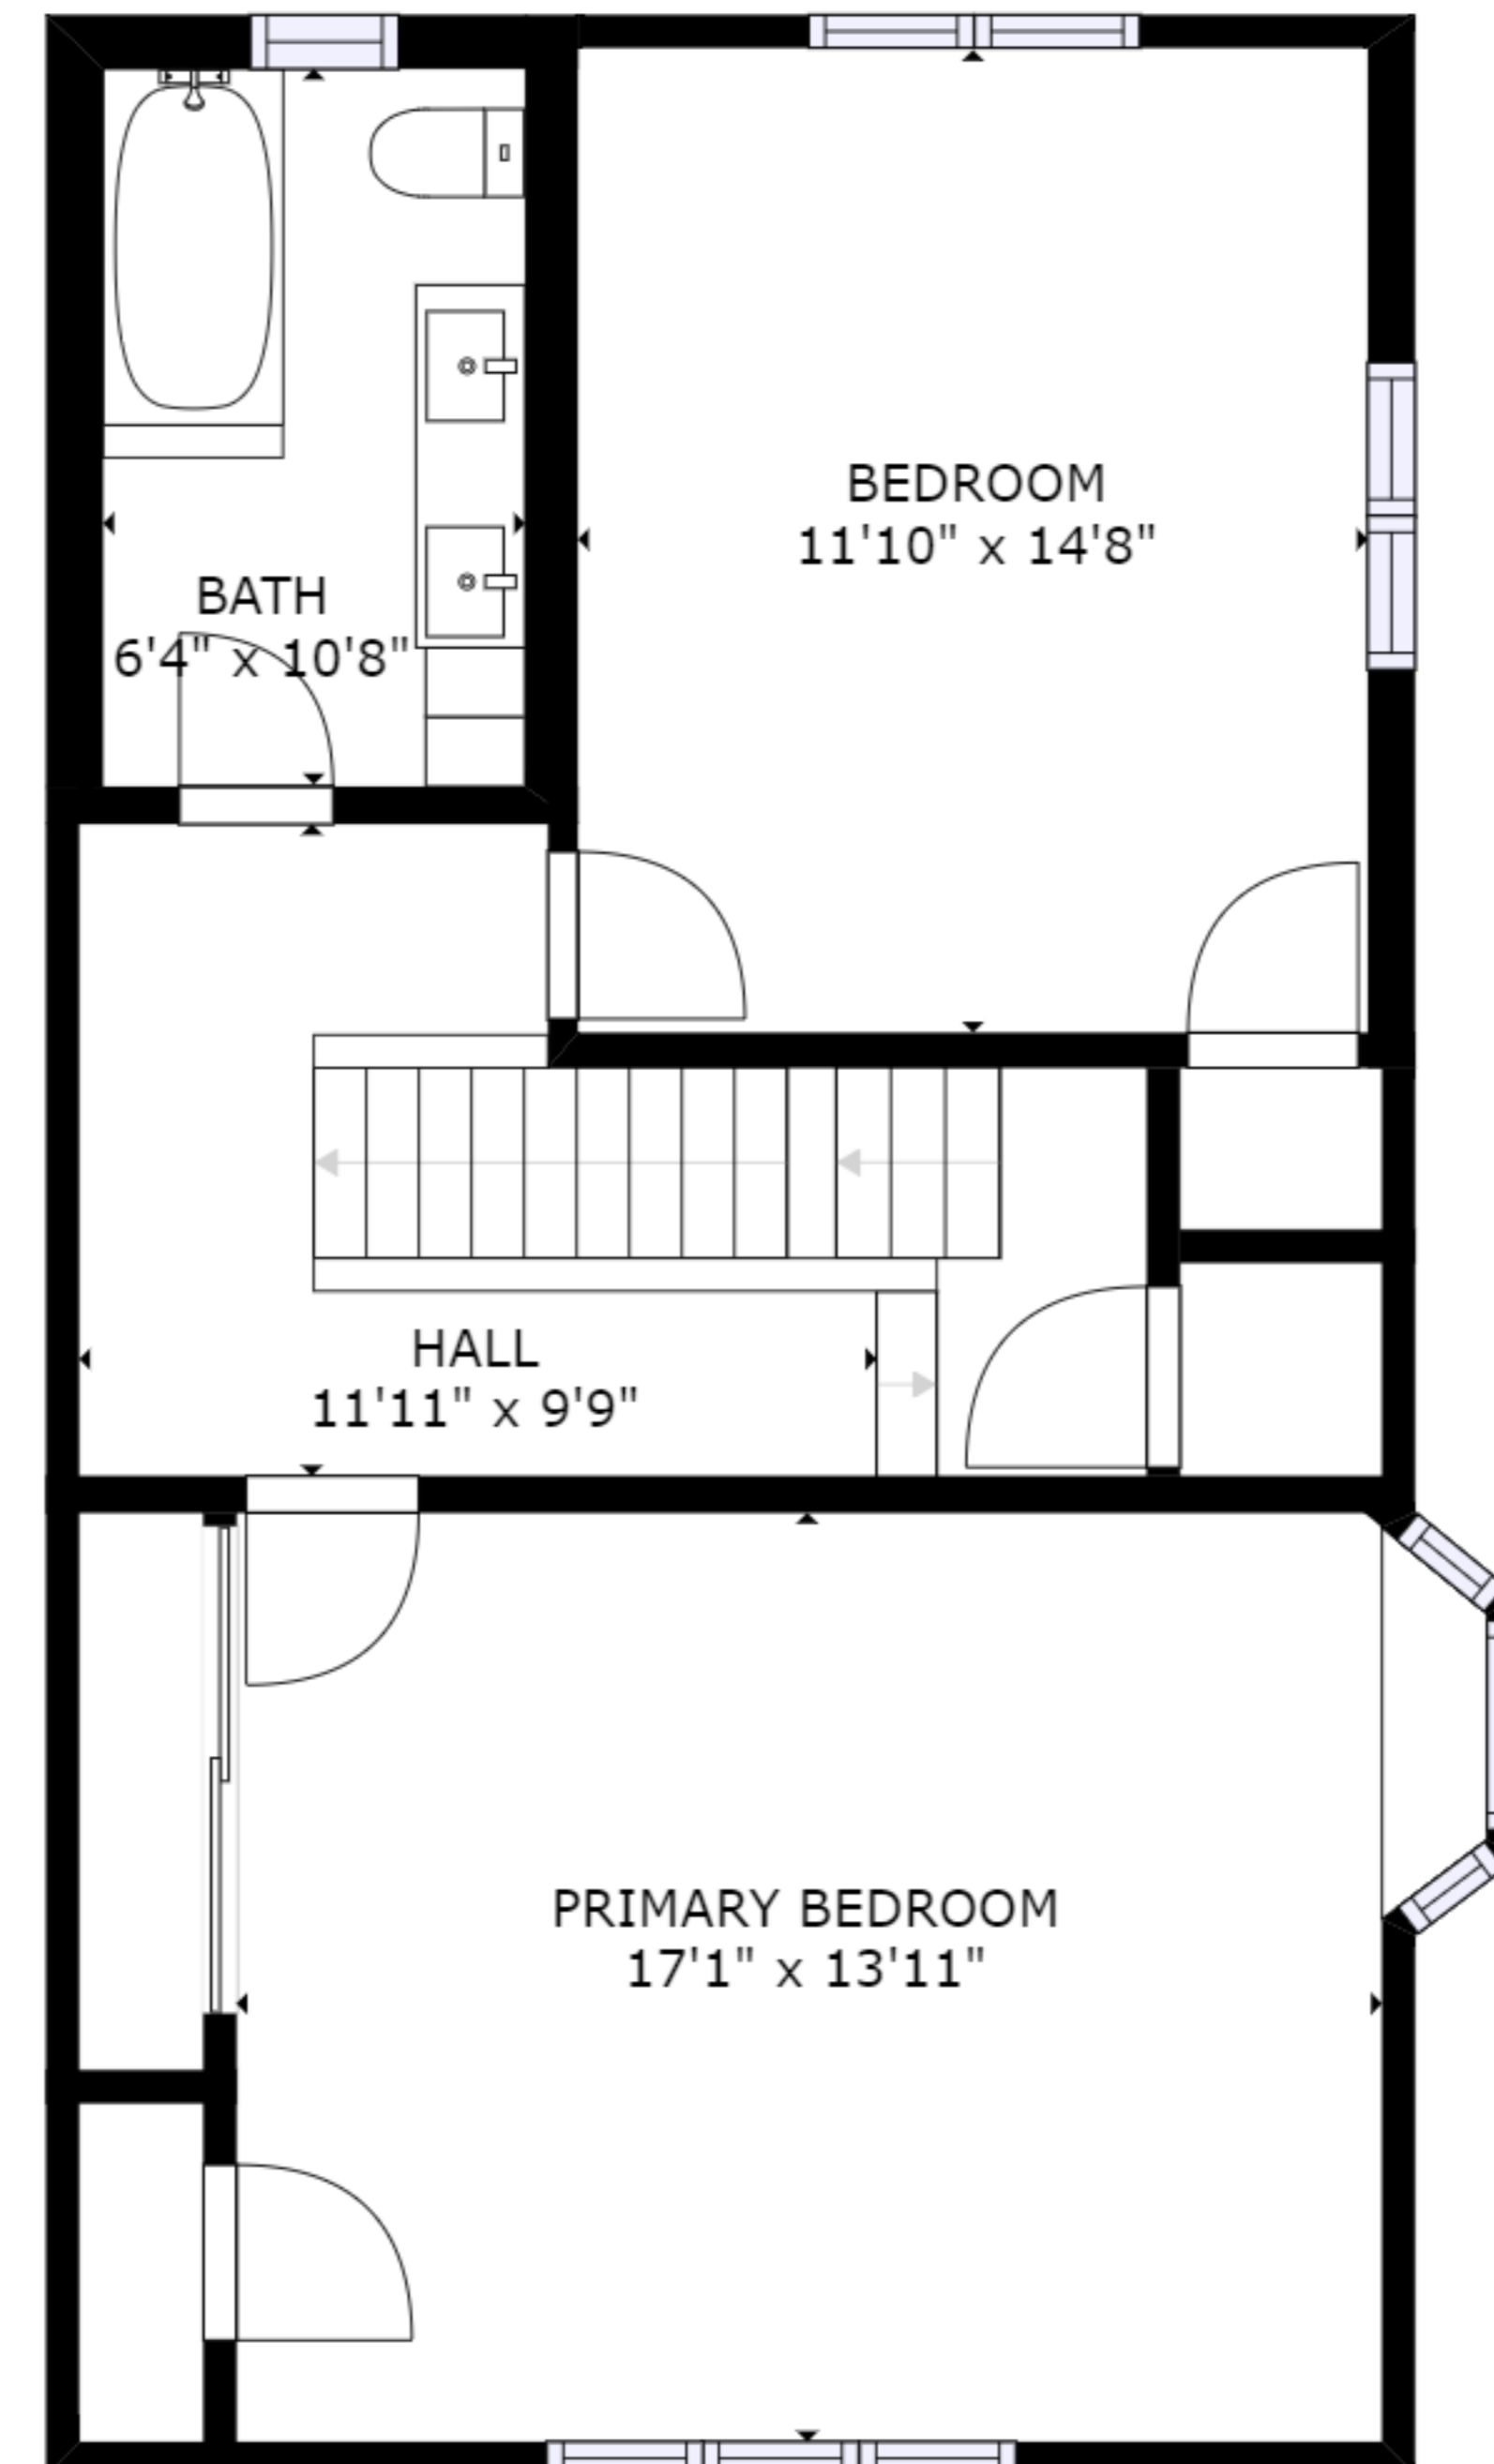 BEDROOM
11'10" x 14'8"
BATH
6'4" x 10'8"
HALL
11'11" x 9'9"
PRIMARY BEDROOM
17'1" x 13'11"